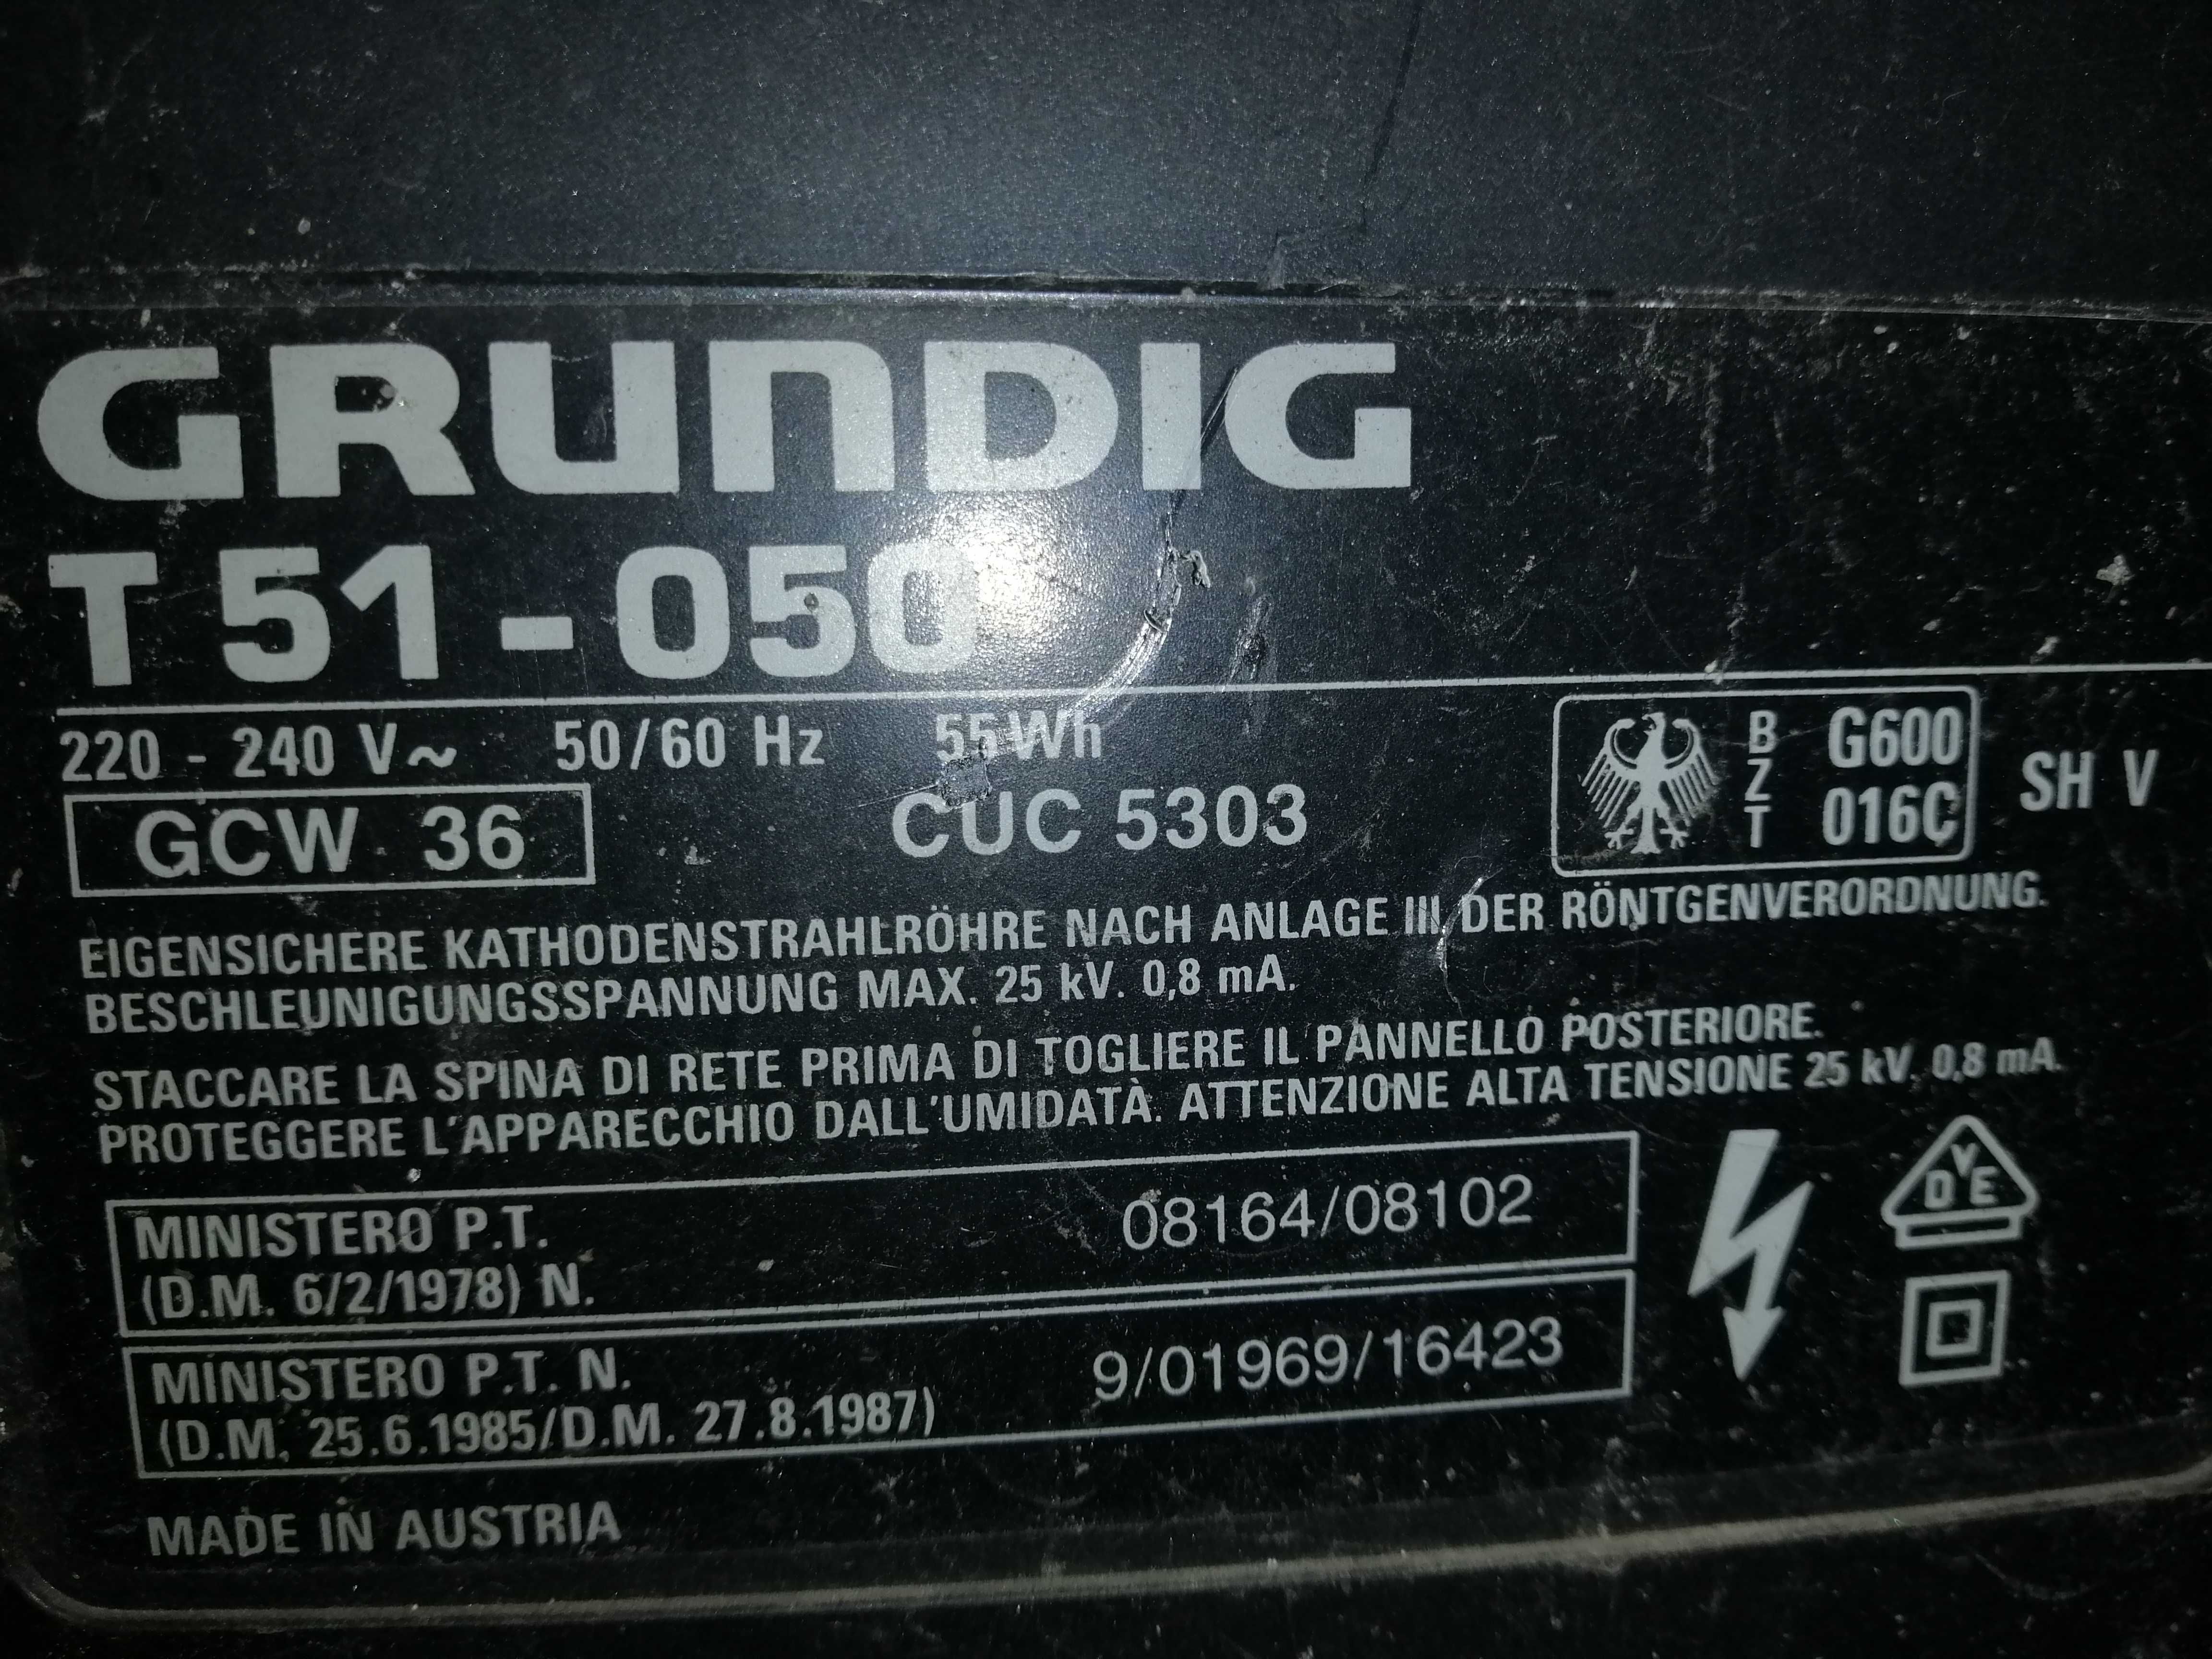 GRUNDIG
T 51-050
220 - 240 V~ 50/60 Hz 55 Wh
GCW 36 CUC 5303
BZT G600 016C SH V
EIGENSICHERE KATHODENSTRAHLRÖHRE NACH ANLAGE III DER RÖNTGENVERORDNUNG.
BESCHLEUNIGUNGSSPANNUNG MAX. 25 kV. 0,8 mA.
STACCARE LA SPINA DI RETE PRIMA DI TOGLIERE IL PANNELLO POSTERIORE.
PROTEGGERE L'APPARECCHIO DALL'UMIDATÀ. ATTENZIONE ALTA TENSIONE 25 kV. 0,8 mA.
MINISTERO P.T. 08164/08102
(D.M. 6/2/1978) N.
MINISTERO P.T. N. 9/01969/16423
(D.M. 25.6.1985/D.M. 27.8.1987)
DVE
MADE IN AUSTRIA